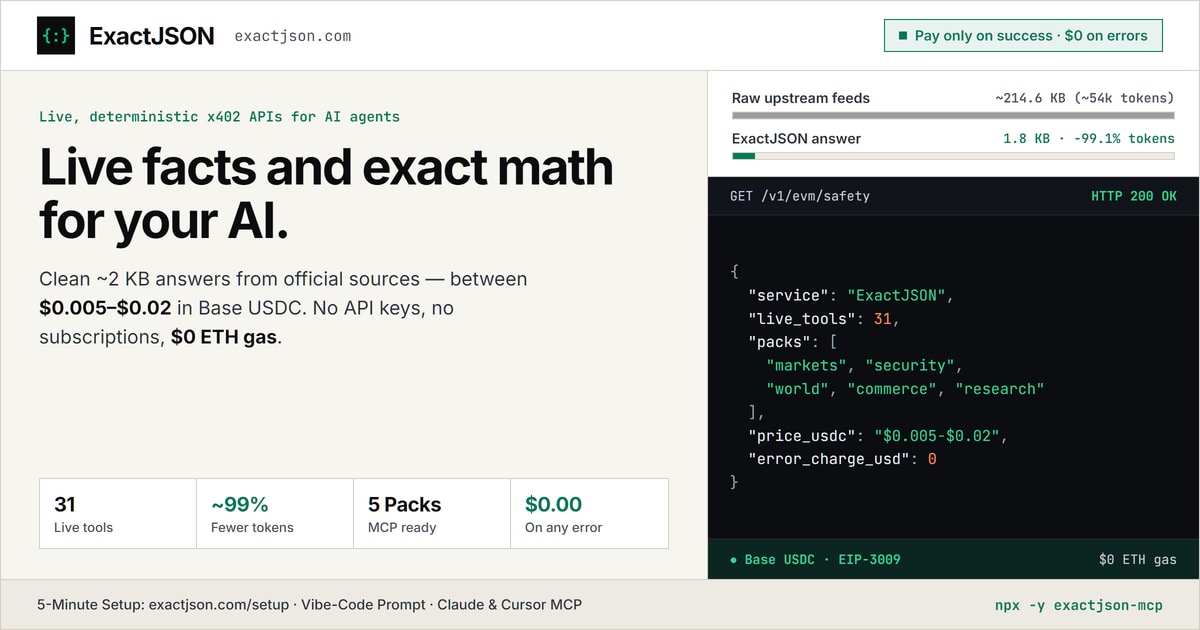 {:} ExactJSON exactjson.com
Pay only on success · $0 on errors
Live, deterministic x402 APIs for AI agents
Live facts and exact math
for your AI.
Clean ~2 KB answers from official sources — between
$0.005–$0.02 in Base USDC. No API keys, no
subscriptions, $0 ETH gas.
31
Live tools
~99%
Fewer tokens
5 Packs
MCP ready
$0.00
On any error
Raw upstream feeds ~214.6 KB (~54k tokens)
ExactJSON answer 1.8 KB · -99.1% tokens
GET /v1/evm/safety HTTP 200 OK
{
"service": "ExactJSON",
"live_tools": 31,
"packs": [
"markets", "security",
"world", "commerce", "research"
],
"price_usdc": "$0.005-$0.02",
"error_charge_usd": 0
}
● Base USDC · EIP-3009 $0 ETH gas
5-Minute Setup: exactjson.com/setup · Vibe-Code Prompt · Claude & Cursor MCP
npx -y exactjson-mcp